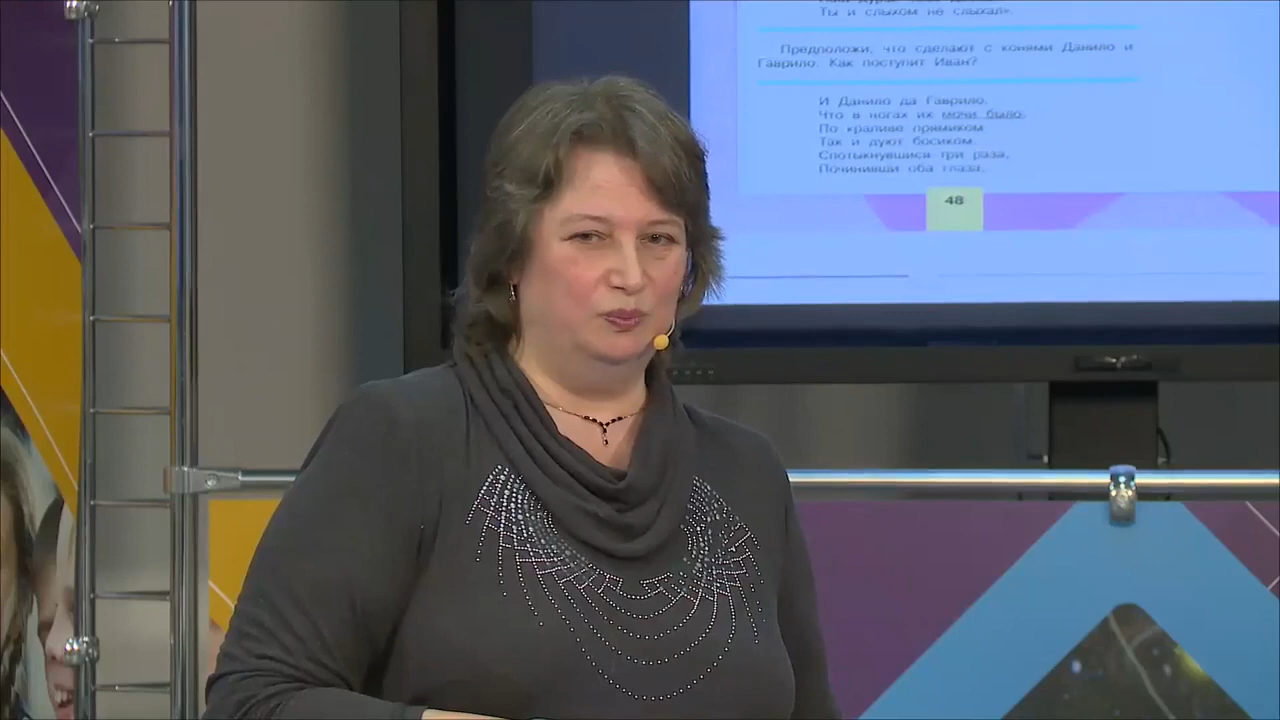 Ты и слыхом не слыхал».
Предположи, что сделают с конями Данило и
Гаврило. Как поступит Иван?
И Данило да Гаврило,
Что в ногах их мочи было,
По крапиве прямиком
Так и дуют босиком.
Спотыкнувшися три раза,
Починивши оба глаза,
48